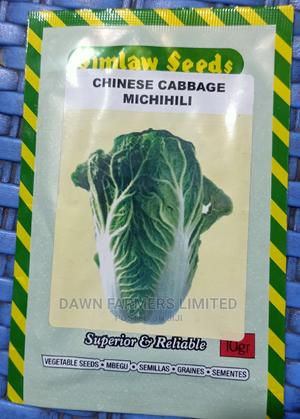 Simlaw Seeds
CHINESE CABBAGE
MICHIHILI
DAWN FARMERS LIMITED
Superior & Reliable
10gr
VEGETABLE SEEDS • MBEGU • SEMILLAS • GRAINES • SEMENTES